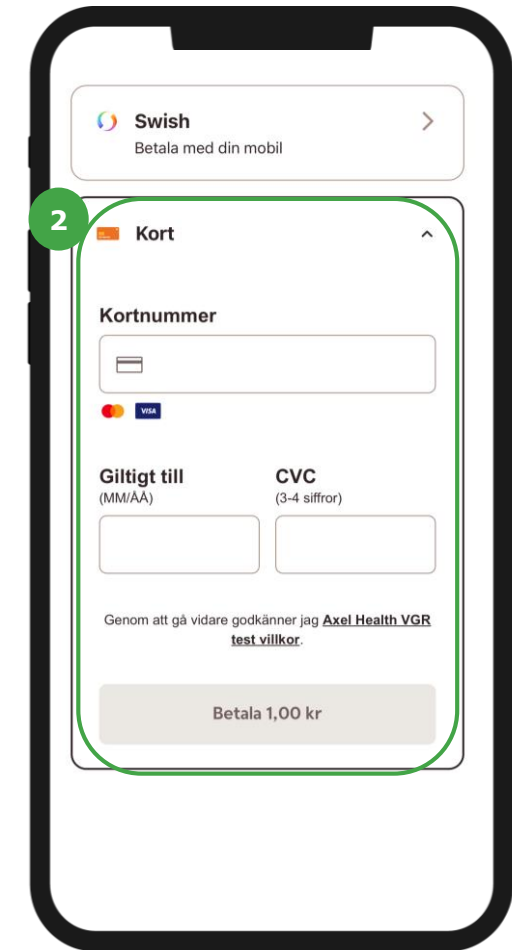 Swish
Betala med din mobil
2
Kort
Kortnummer
VISA
Giltigt till
CVC
(MM/ÅÅ)
(3-4 siffror)
Genom att gå vidare godkänner jag Axel Health VGR
test villkor.
Betala 1,00 kr